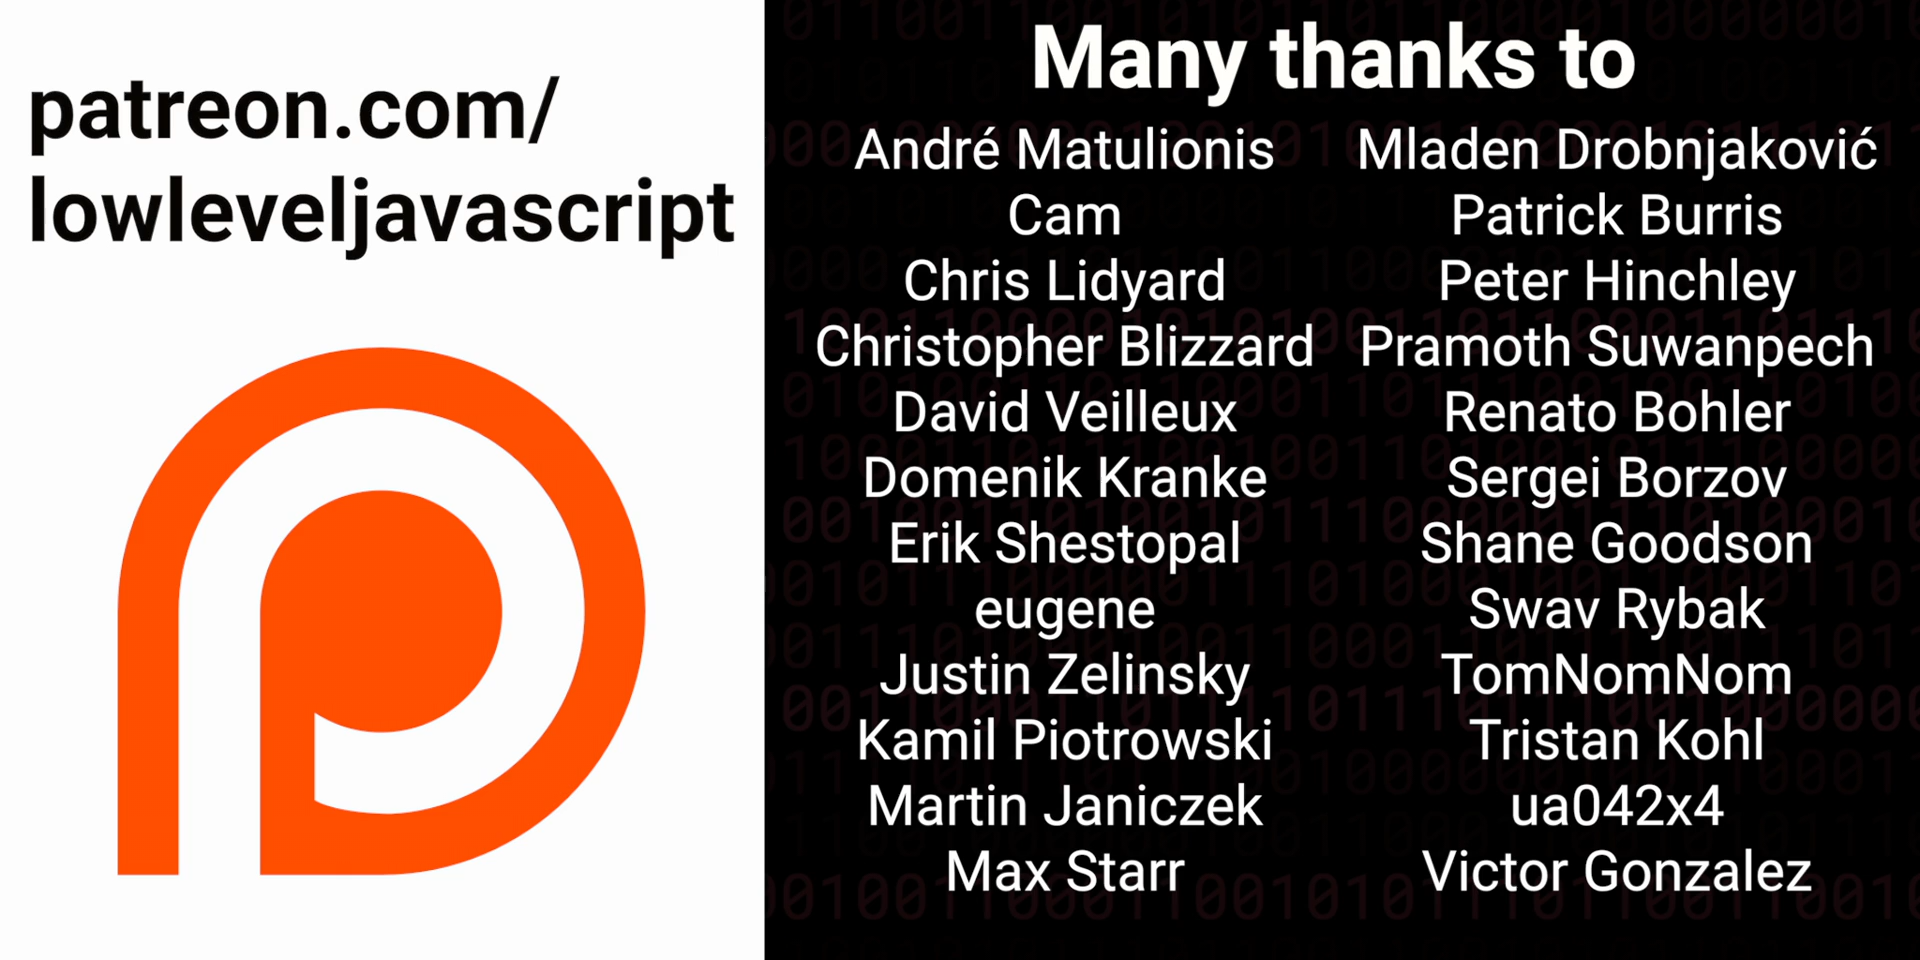 patreon.com/
lowleveljavascript
Many thanks to
André Matulionis
Cam
Chris Lidyard
Christopher Blizzard
David Veilleux
Domenik Kranke
Erik Shestopal
eugene
Justin Zelinsky
Kamil Piotrowski
Martin Janiczek
Max Starr
Mladen Drobnjaković
Patrick Burris
Peter Hinchley
Pramoth Suwanpech
Renato Bohler
Sergei Borzov
Shane Goodson
Swav Rybak
TomNomNom
Tristan Kohl
ua042x4
Victor Gonzalez